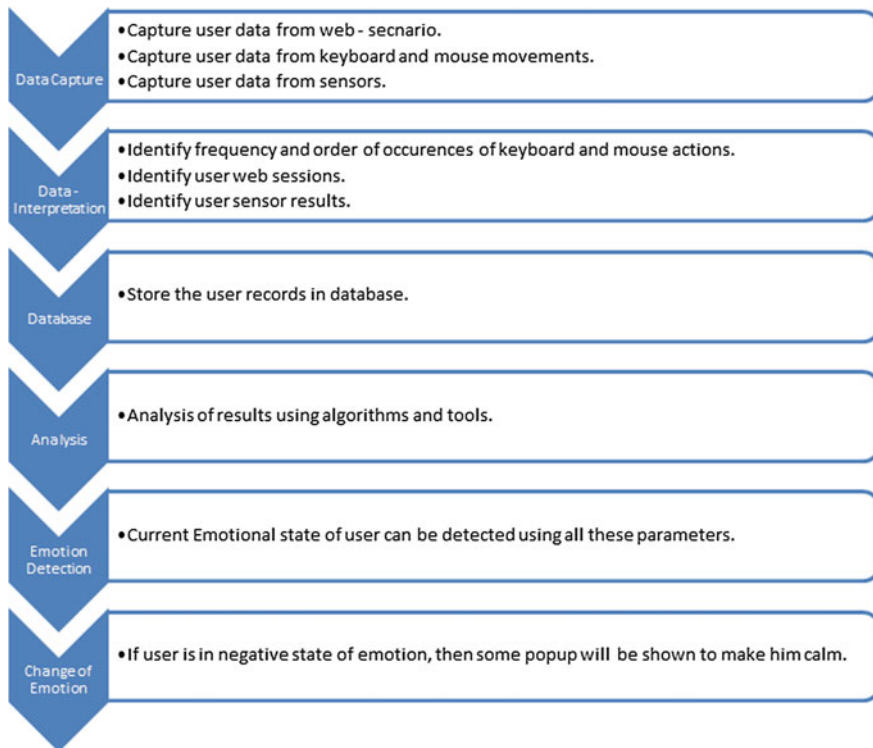 Data Capture
•Capture user data from web - secnario.
•Capture user data from keyboard and mouse movements.
•Capture user data from sensors.
Data -
Interpretation
•Identify frequency and order of occurences of keyboard and mouse actions.
•Identify user web sessions.
•Identify user sensor results.
Database
•Store the user records in database.
Analysis
•Analysis of results using algorithms and tools.
Emotion
Detection
•Current Emotional state of user can be detected using all these parameters.
Change of
Emotion
•If user is in negative state of emotion, then some popup will be shown to make him calm.